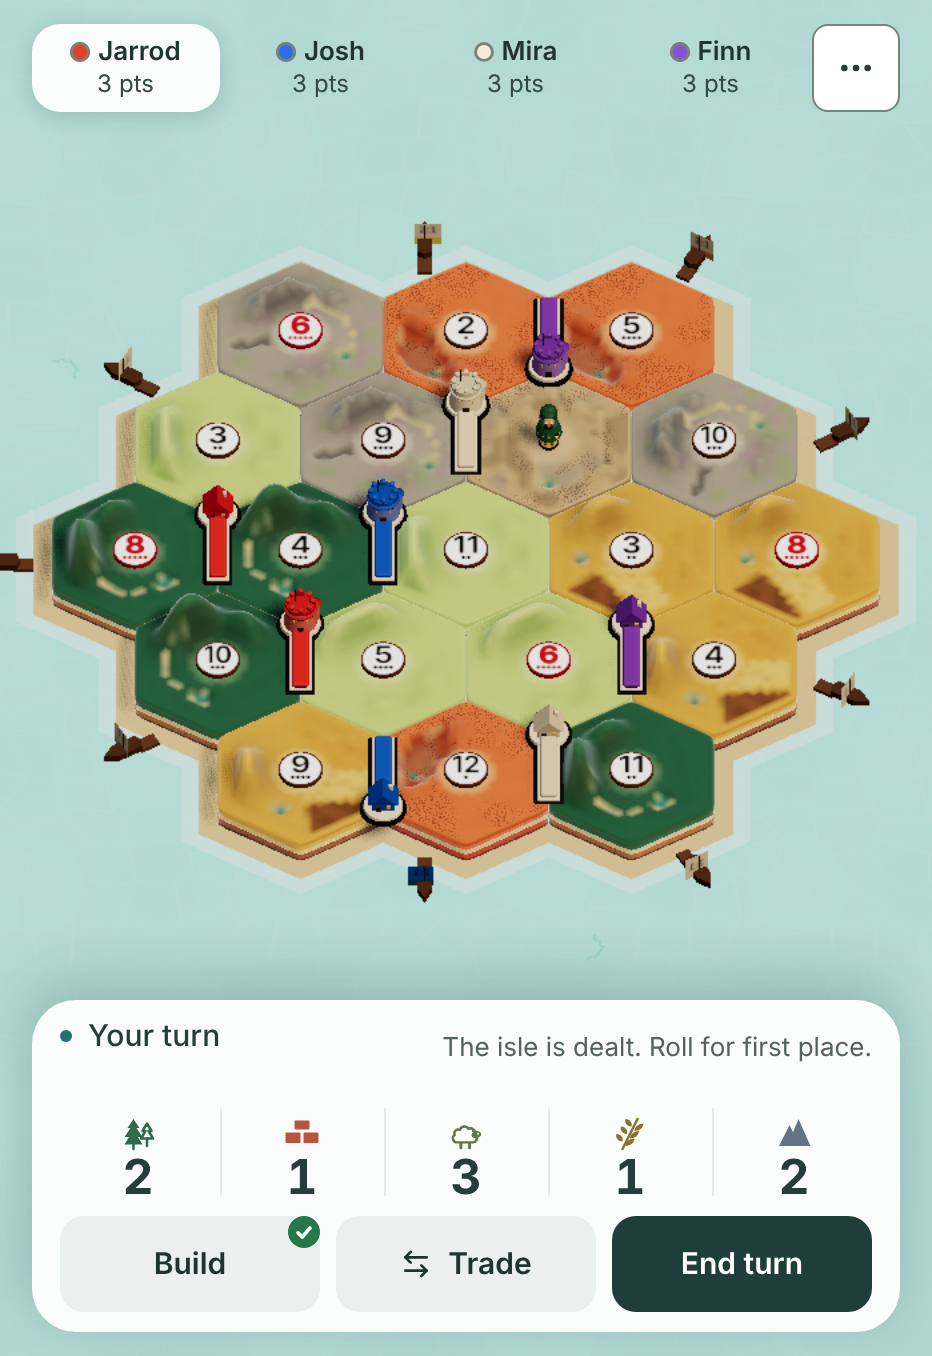 Jarrod Josh Mira Finn
3 pts 3 pts 3 pts 3 pts
6 2 5
3 9 10
8 4 11 3 8
10 5 6 4
9 12 11
Your turn
The isle is dealt. Roll for first place.
2 1 3 1 2
Build Trade End turn